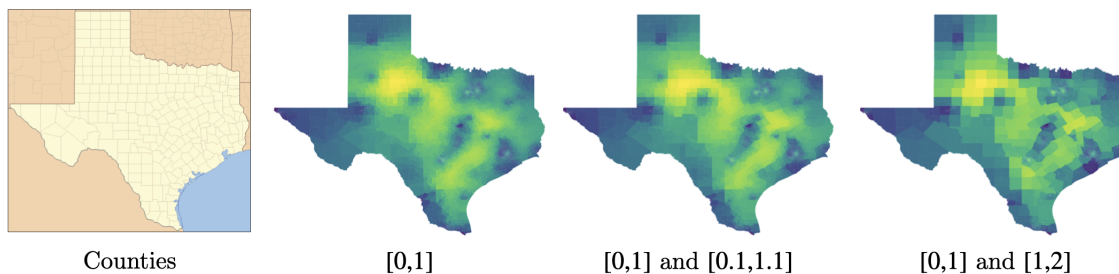 Counties
[0,1]
[0,1] and [0.1,1.1]
[0,1] and [1,2]